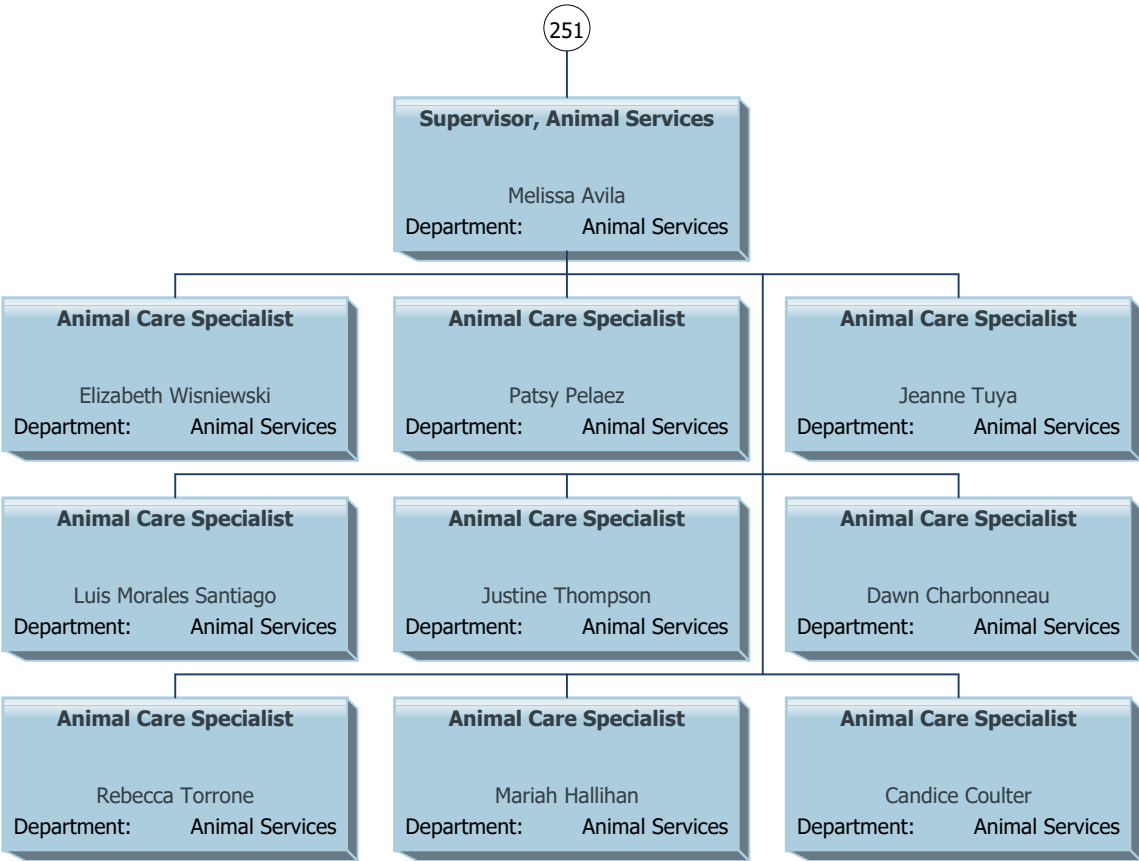 251
Supervisor, Animal Services
Melissa Avila
Department: Animal Services
Animal Care Specialist
Elizabeth Wisniewski
Department: Animal Services
Animal Care Specialist
Patsy Pelaez
Department: Animal Services
Animal Care Specialist
Jeanne Tuya
Department: Animal Services
Animal Care Specialist
Luis Morales Santiago
Department: Animal Services
Animal Care Specialist
Justine Thompson
Department: Animal Services
Animal Care Specialist
Dawn Charbonneau
Department: Animal Services
Animal Care Specialist
Rebecca Torrone
Department: Animal Services
Animal Care Specialist
Mariah Hallihan
Department: Animal Services
Animal Care Specialist
Candice Coulter
Department: Animal Services